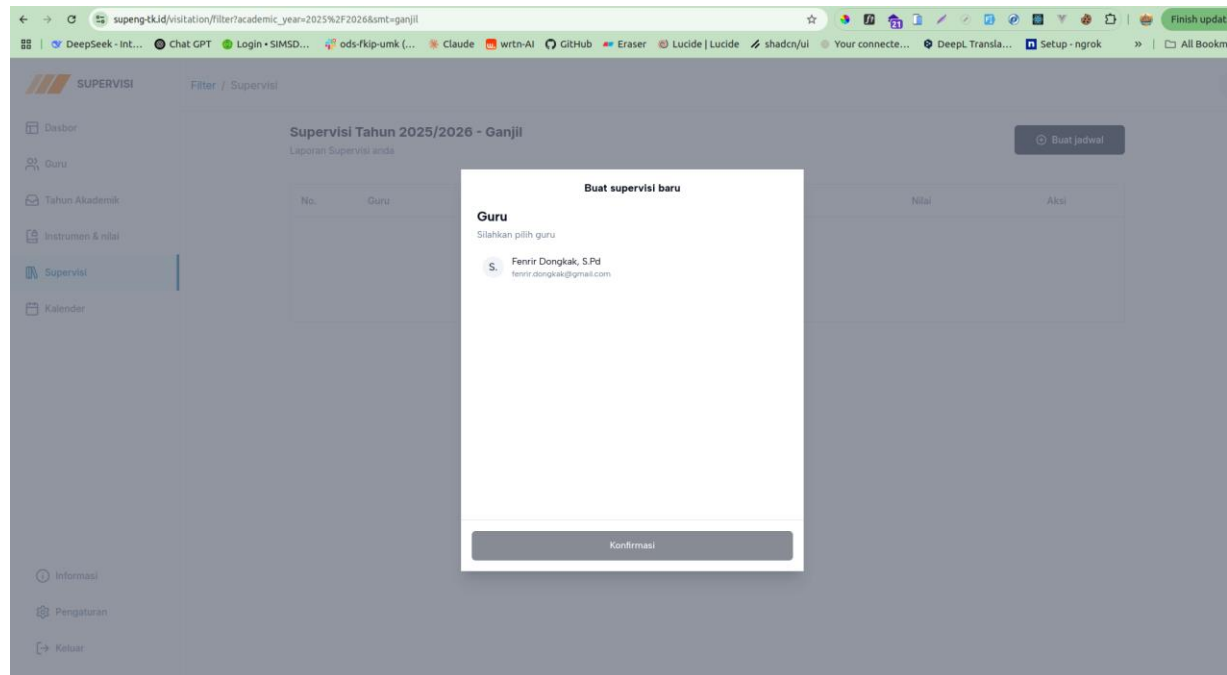 supeng-tk.id/visitation/filter?academic_year=2025%2F2026&smt=ganjil
Finish updat
DeepSeek - Int... Chat GPT Login • SIMSD... ods-fkip-umk (... Claude wrtn-AI GitHub Eraser Lucide | Lucide shadcn/ui Your connecte... DeepL Transla... Setup - ngrok » All Bookm
SUPERVISI
Filter / Supervisi
Dasbor
Guru
Tahun Akademik
Instrumen & nilai
Supervisi
Kalender
Informasi
Pengaturan
Keluar
Supervisi Tahun 2025/2026 - Ganjil
Laporan Supervisi anda
Buat jadwal
No. Guru Nilai Aksi
Buat supervisi baru
Guru
Silahkan pilih guru
S. Fenrir Dongkak, S.Pd
fenrir.dongkak@gmail.com
Konfirmasi